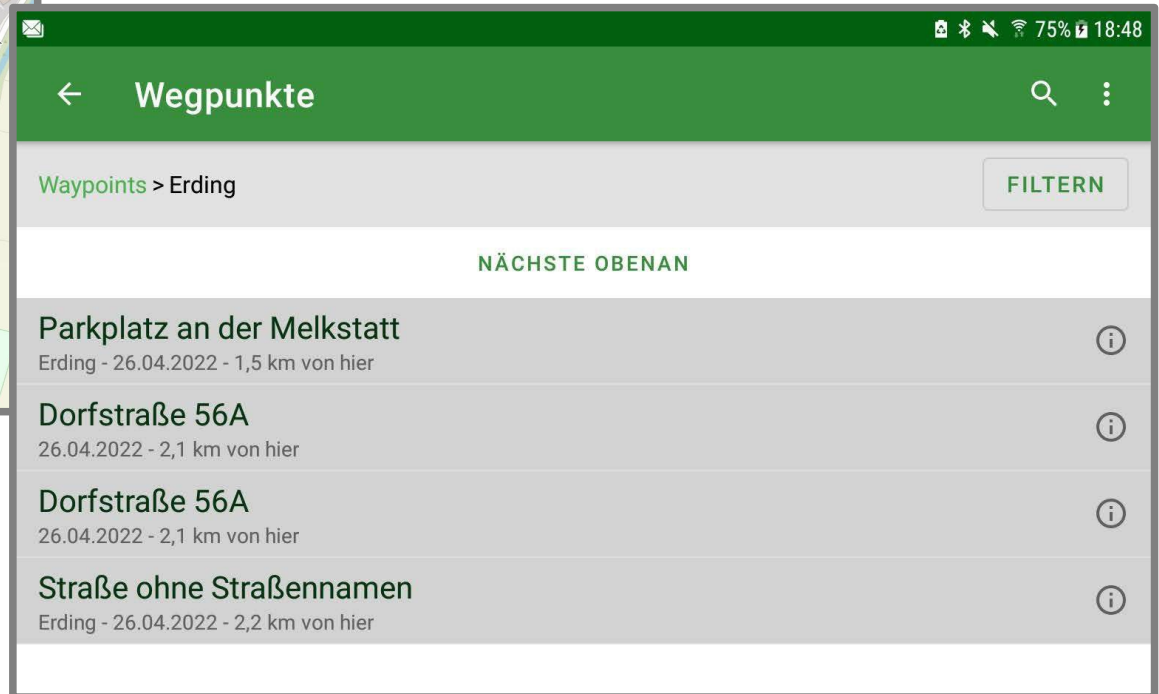 75% 18:48
Wegpunkte
Waypoints > Erding
FILTERN
NÄCHSTE OBENAN
Parkplatz an der Melkstatt
Erding - 26.04.2022 - 1,5 km von hier
Dorfstraße 56A
26.04.2022 - 2,1 km von hier
Dorfstraße 56A
26.04.2022 - 2,1 km von hier
Straße ohne Straßennamen
Erding - 26.04.2022 - 2,2 km von hier